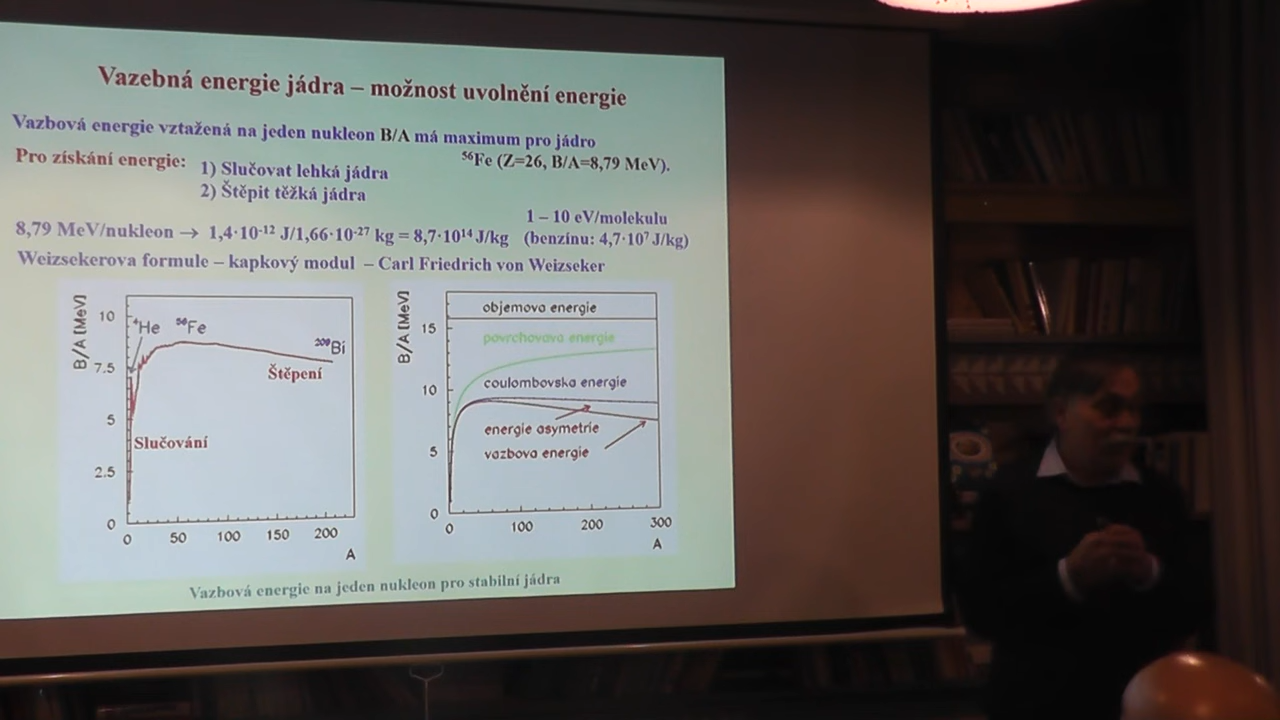 Vazebná energie jádra – možnost uvolnění energie
Vazbová energie vztažená na jeden nukleon B/A má maximum pro jádro
⁵⁶Fe (Z=26, B/A=8,79 MeV).
Pro získání energie:
1) Slučovat lehká jádra
2) Štěpit těžká jádra
1 – 10 eV/molekulu
8,79 MeV/nukleon → 1,4·10⁻¹² J/1,66·10⁻²⁷ kg = 8,7·10¹⁴ J/kg (benzínu: 4,7·10⁷ J/kg)
Weizsekerova formule – kapkový modul – Carl Friedrich von Weizseker
B/A [MeV]
10
7.5
5
2.5
0
⁴He ⁵⁶Fe
²⁰⁹Bi
Štěpení
Slučování
0 50 100 150 200
A
B/A [MeV]
15
10
5
0
objemova energie
povrchovava energie
coulombovska energie
energie asymetrie
vazbova energie
0 100 200 300
A
Vazbová energie na jeden nukleon pro stabilní jádra